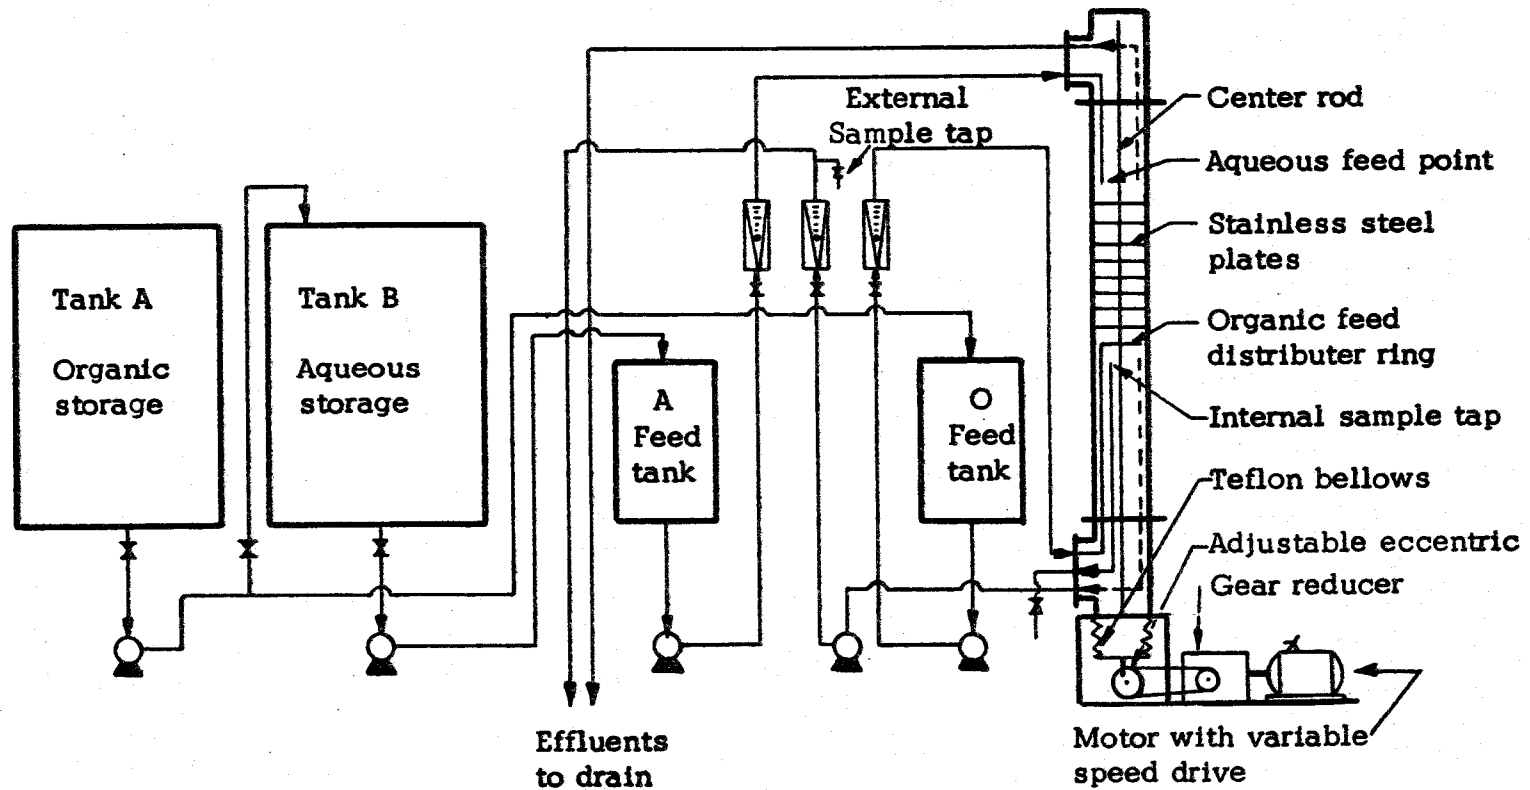 External
Sample tap
Center rod
Aqueous feed point
Stainless steel
plates
Tank A
Organic
storage
Tank B
Aqueous
storage
A
Feed
tank
O
Feed
tank
Organic feed
distributer ring
Internal sample tap
Teflon bellows
Adjustable eccentric
Gear reducer
Motor with variable
speed drive
Effluents
to drain